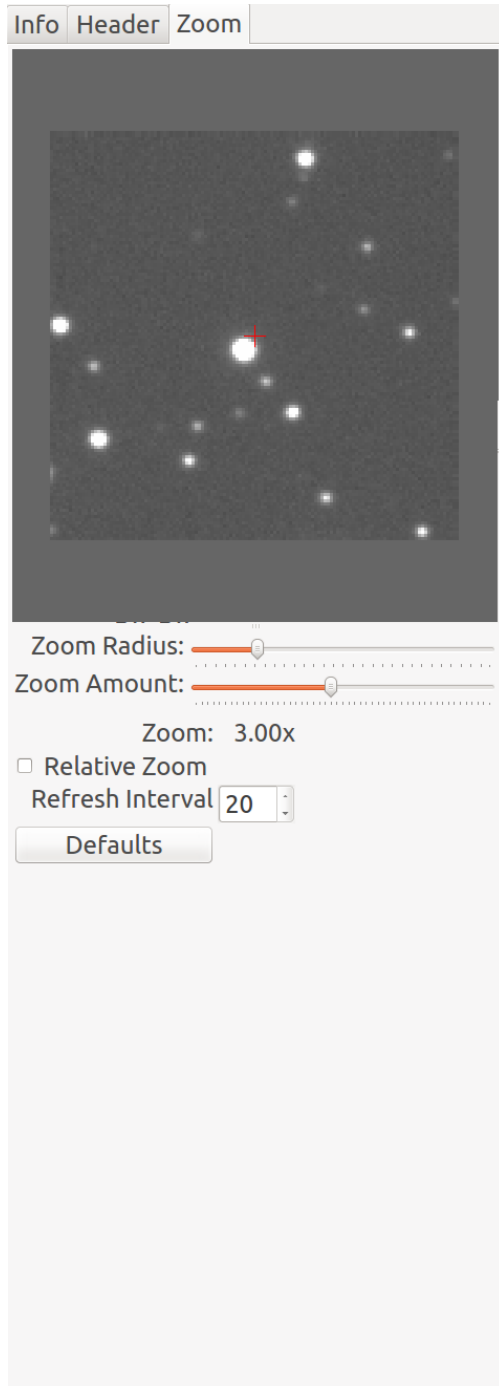 Info Header Zoom
Zoom Radius:
Zoom Amount:
Zoom: 3.00x
Relative Zoom
Refresh Interval 20
Defaults